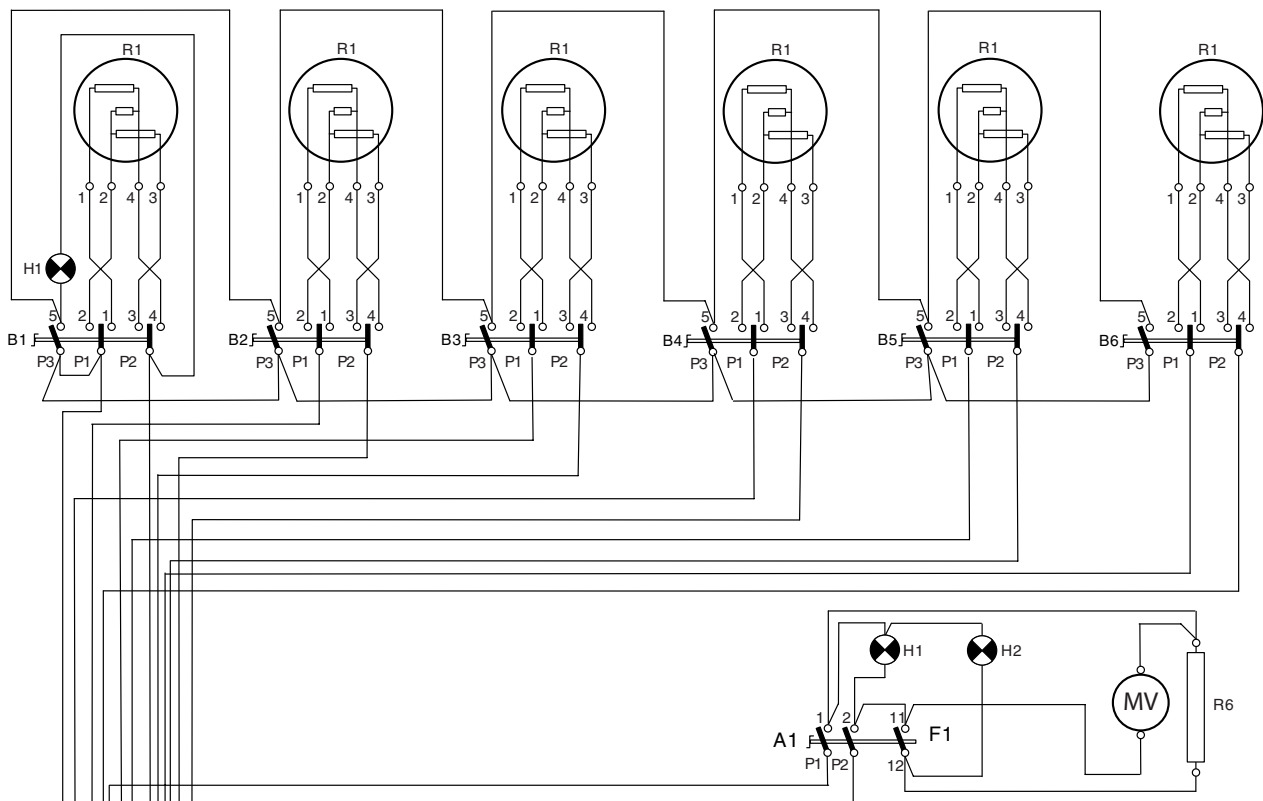 R1 R1 R1 R1 R1 R1
1 2 4 3 1 2 4 3 1 2 4 3 1 2 4 3 1 2 4 3 1 2 4 3
H1
5 2 1 3 4 5 2 1 3 4 5 2 1 3 4 5 2 1 3 4 5 2 1 3 4 5 2 1 3 4
B1 B2 B3 B4 B5 B6
P3 P1 P2 P3 P1 P2 P3 P1 P2 P3 P1 P2 P3 P1 P2 P3 P1 P2
H1 H2
MV R6
1 2 11
A1 F1
P1 P2 12